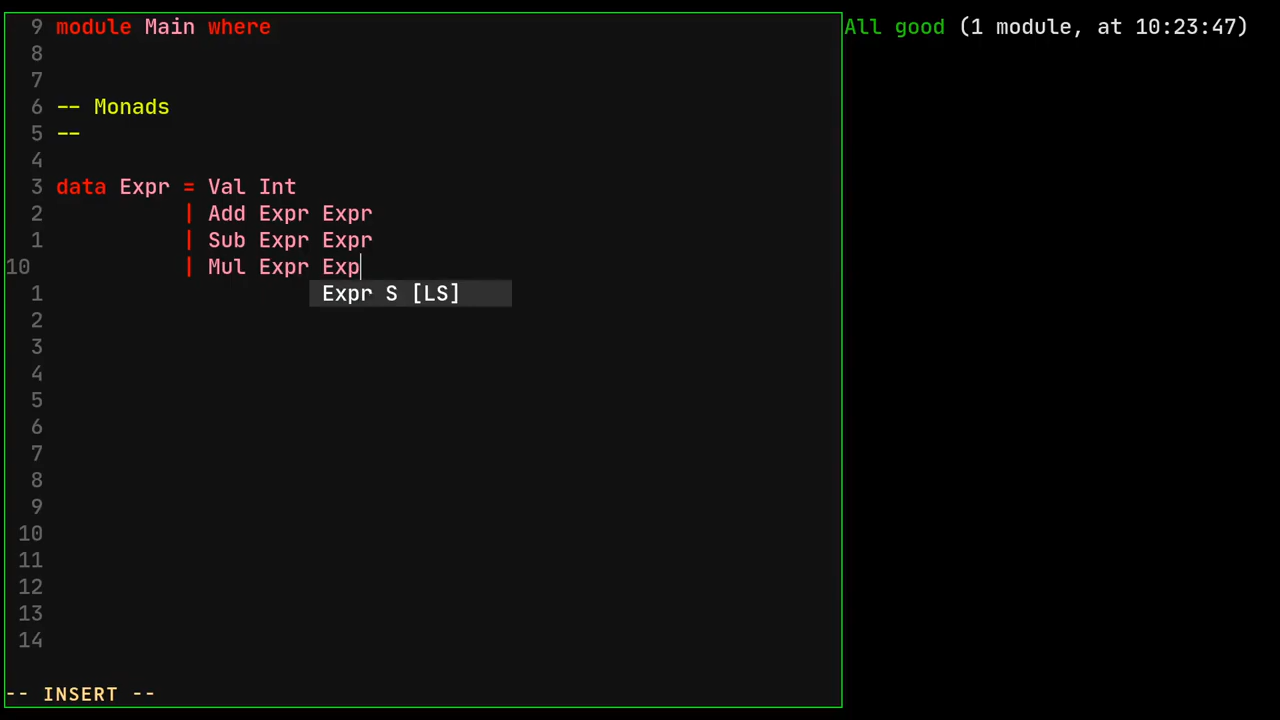 9 module Main where
8
7
6 -- Monads
5 --
4
3 data Expr = Val Int
2 | Add Expr Expr
1 | Sub Expr Expr
10 | Mul Expr Exp
1 Expr S [LS]
2
3
4
5
6
7
8
9
10
11
12
13
14
-- INSERT --
All good (1 module, at 10:23:47)